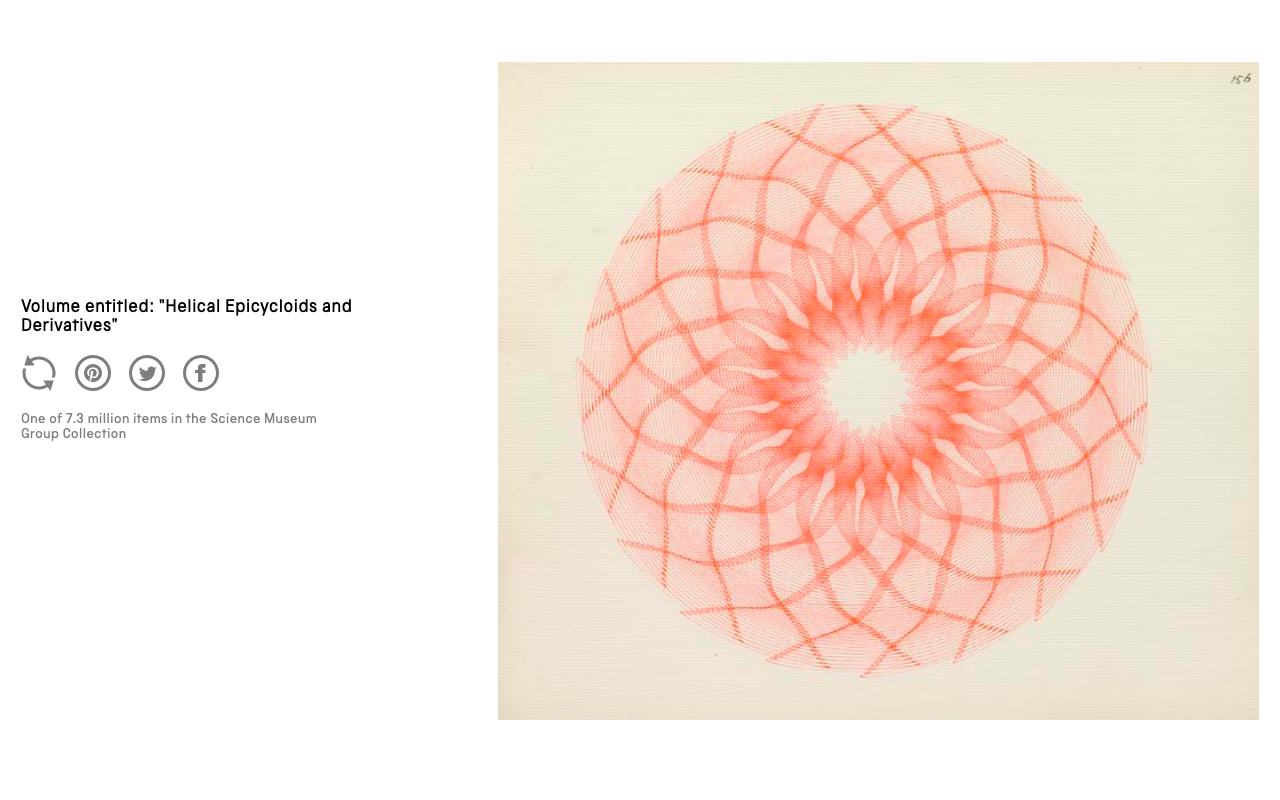 Volume entitled: "Helical Epicycloids and
Derivatives"
One of 7.3 million items in the Science Museum
Group Collection
156